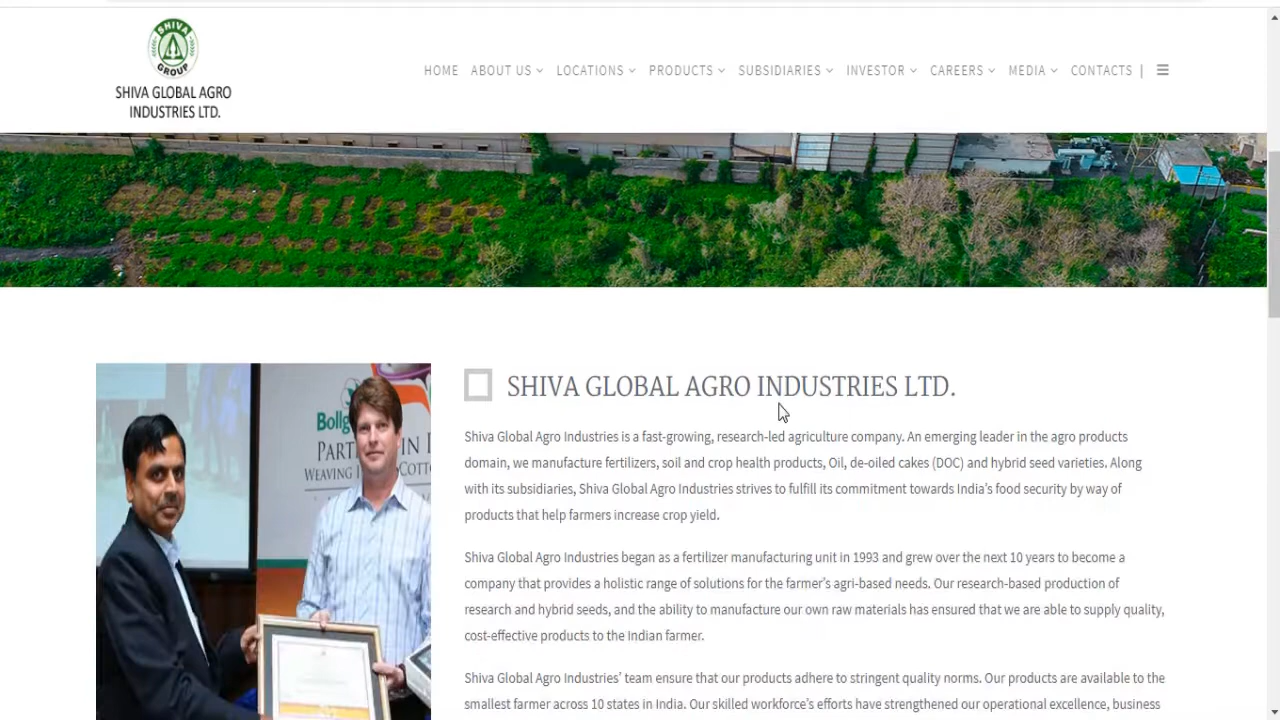 SHIVA
GROUP
SHIVA GLOBAL AGRO
INDUSTRIES LTD.
HOME ABOUT US LOCATIONS PRODUCTS SUBSIDIARIES INVESTOR CAREERS MEDIA CONTACTS |
SHIVA GLOBAL AGRO INDUSTRIES LTD.
Shiva Global Agro Industries is a fast-growing, research-led agriculture company. An emerging leader in the agro products
domain, we manufacture fertilizers, soil and crop health products, Oil, de-oiled cakes (DOC) and hybrid seed varieties. Along
with its subsidiaries, Shiva Global Agro Industries strives to fulfill its commitment towards India's food security by way of
products that help farmers increase crop yield.
Shiva Global Agro Industries began as a fertilizer manufacturing unit in 1993 and grew over the next 10 years to become a
company that provides a holistic range of solutions for the farmer's agri-based needs. Our research-based production of
research and hybrid seeds, and the ability to manufacture our own raw materials has ensured that we are able to supply quality,
cost-effective products to the Indian farmer.
Shiva Global Agro Industries' team ensure that our products adhere to stringent quality norms. Our products are available to the
smallest farmer across 10 states in India. Our skilled workforce's efforts have strengthened our operational excellence, business